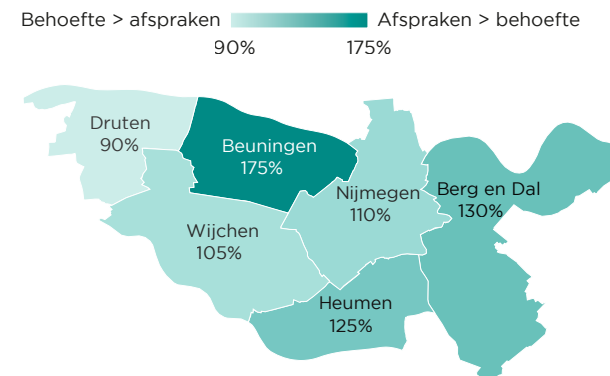 Behoefte > afspraken Afspraken > behoefte
90% 175%
Druten
90%
Beuningen
175%
Nijmegen
110%
Berg en Dal
130%
Wijchen
105%
Heumen
125%